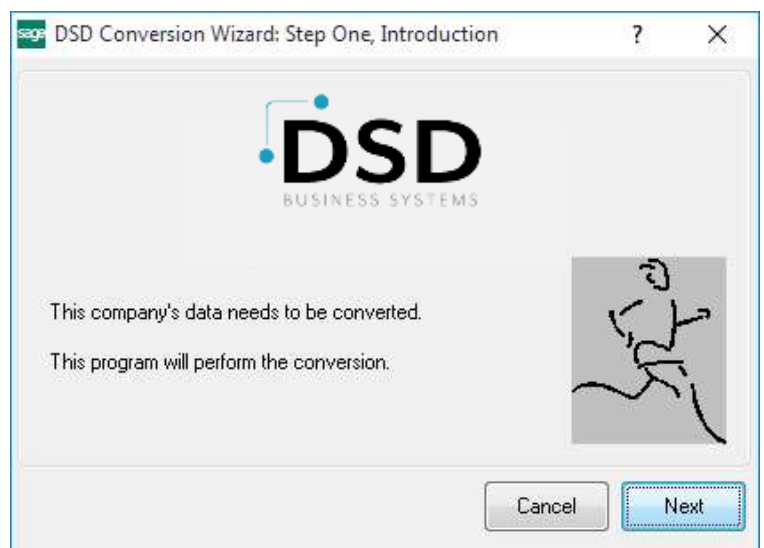 sage DSD Conversion Wizard: Step One, Introduction ? ×
DSD
BUSINESS SYSTEMS
This company's data needs to be converted.
This program will perform the conversion.
Cancel Next